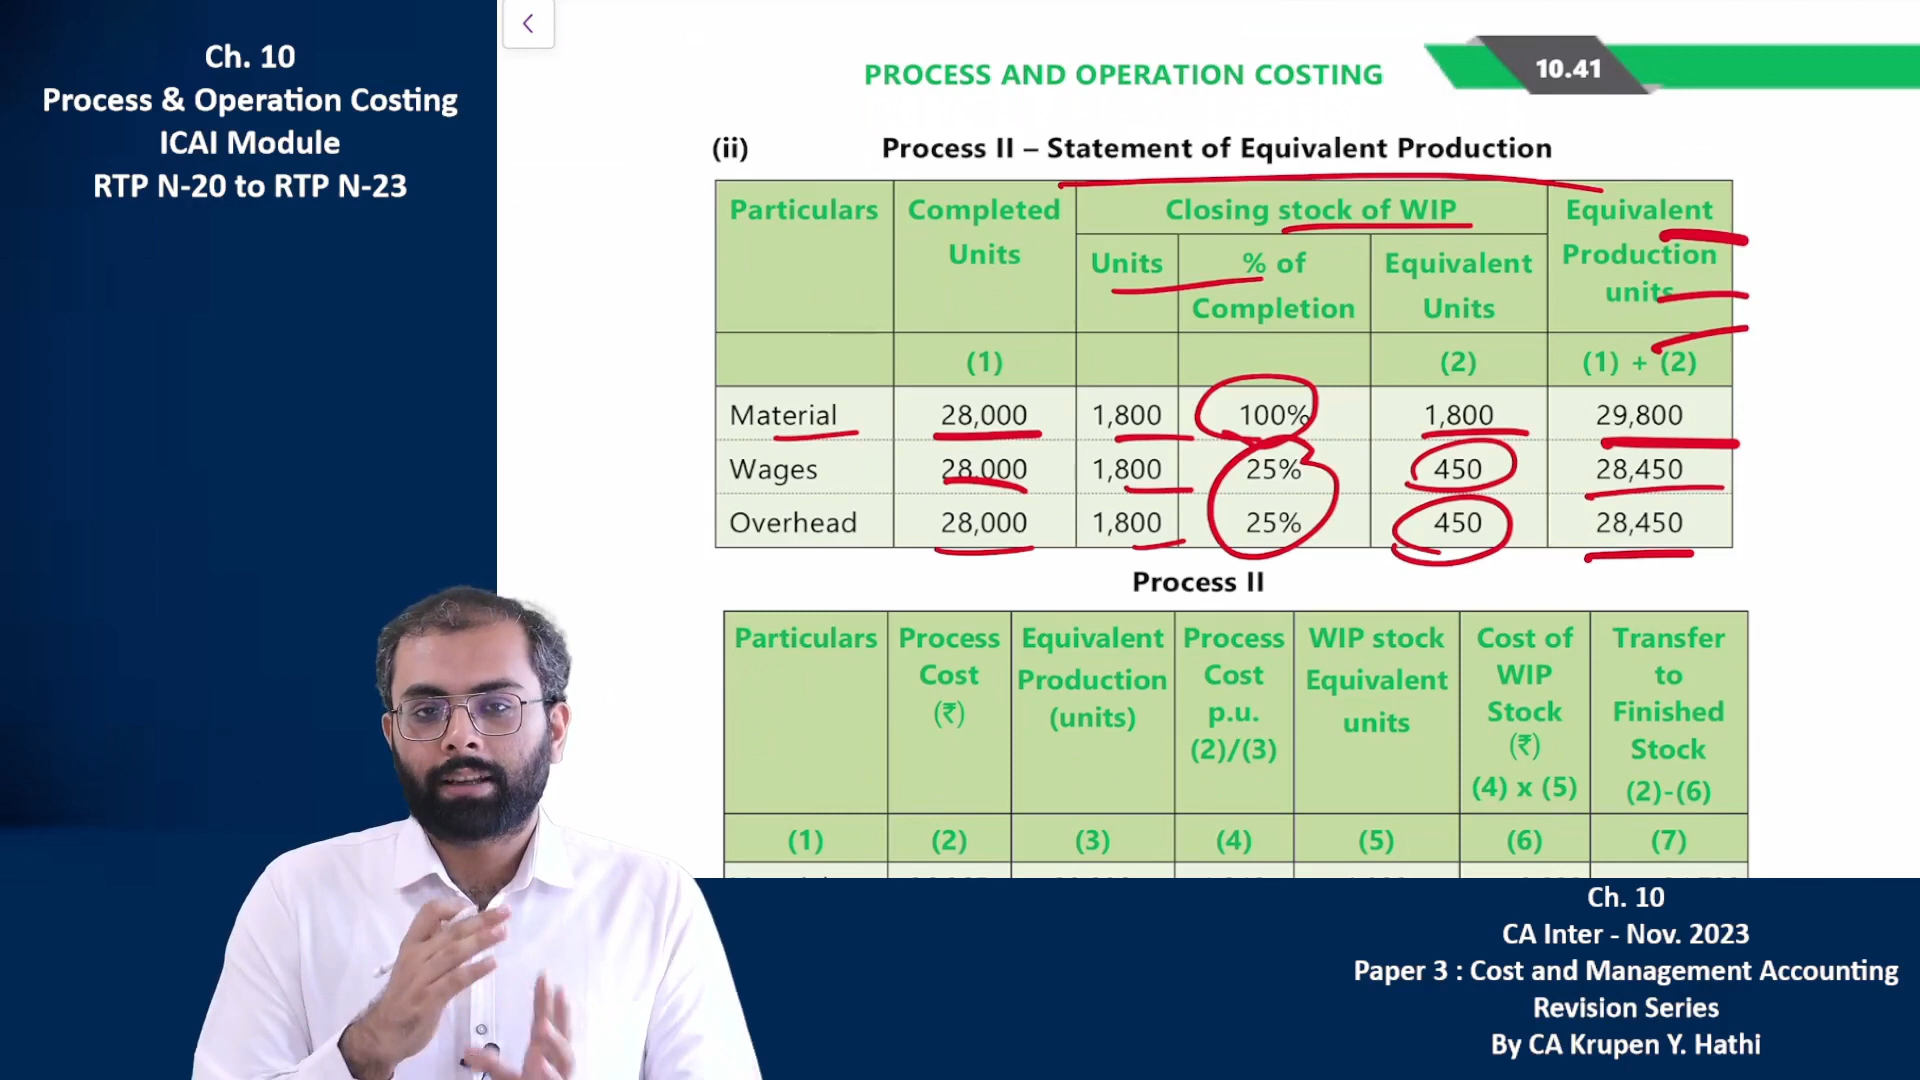 Ch. 10
Process & Operation Costing
ICAI Module
RTP N-20 to RTP N-23
PROCESS AND OPERATION COSTING
10.41
(ii) Process II – Statement of Equivalent Production
Particulars Completed Units Closing stock of WIP Equivalent Production units
Units % of Completion Equivalent Units
(1) (2) (1) + (2)
Material 28,000 1,800 100% 1,800 29,800
Wages 28,000 1,800 25% 450 28,450
Overhead 28,000 1,800 25% 450 28,450
Process II
Particulars Process Cost (₹) Equivalent Production (units) Process Cost p.u. (2)/(3) WIP stock Equivalent units Cost of WIP Stock (₹) (4) x (5) Transfer to Finished Stock (2)-(6)
(1) (2) (3) (4) (5) (6) (7)
Ch. 10
CA Inter - Nov. 2023
Paper 3 : Cost and Management Accounting
Revision Series
By CA Krupen Y. Hathi